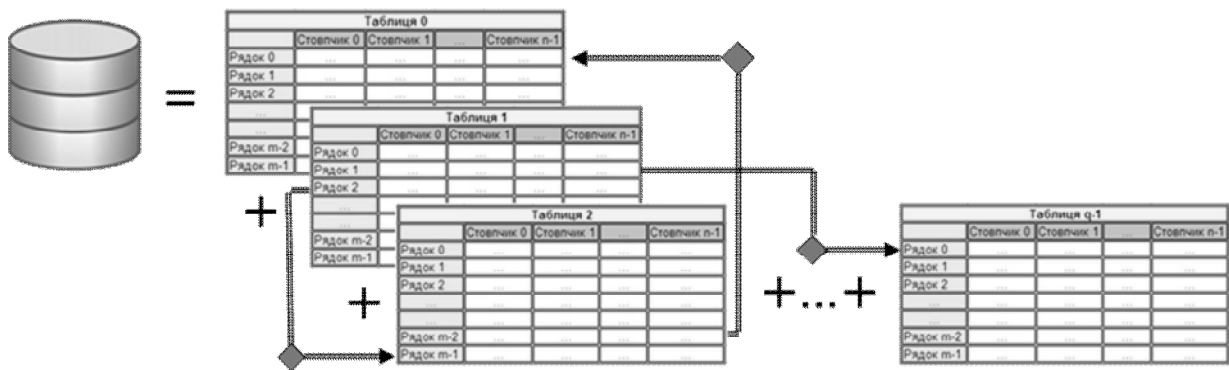 =
Таблиця 0
Стовпчик 0 Стовпчик 1 ... Стовпчик n-1
Рядок 0 ... ... ... ...
Рядок 1 ... ... ... ...
Рядок 2 ... ... ... ...
...
...
Рядок m-2
Рядок m-1
+
Таблиця 1
Стовпчик 0 Стовпчик 1 ... Стовпчик n-1
Рядок 0 ... ... ... ...
Рядок 1 ... ... ... ...
Рядок 2 ... ... ... ...
...
...
Рядок m-2
Рядок m-1
+
Таблиця 2
Стовпчик 0 Стовпчик 1 ... Стовпчик n-1
Рядок 0 ... ... ... ...
Рядок 1 ... ... ... ...
Рядок 2 ... ... ... ...
... ... ... ... ...
... ... ... ... ...
Рядок m-2 ... ... ... ...
Рядок m-1 ... ... ... ...
+...+
Таблиця q-1
Стовпчик 0 Стовпчик 1 ... Стовпчик n-1
Рядок 0 ... ... ... ...
Рядок 1 ... ... ... ...
Рядок 2 ... ... ... ...
... ... ... ... ...
... ... ... ... ...
Рядок m-2 ... ... ... ...
Рядок m-1 ... ... ... ...